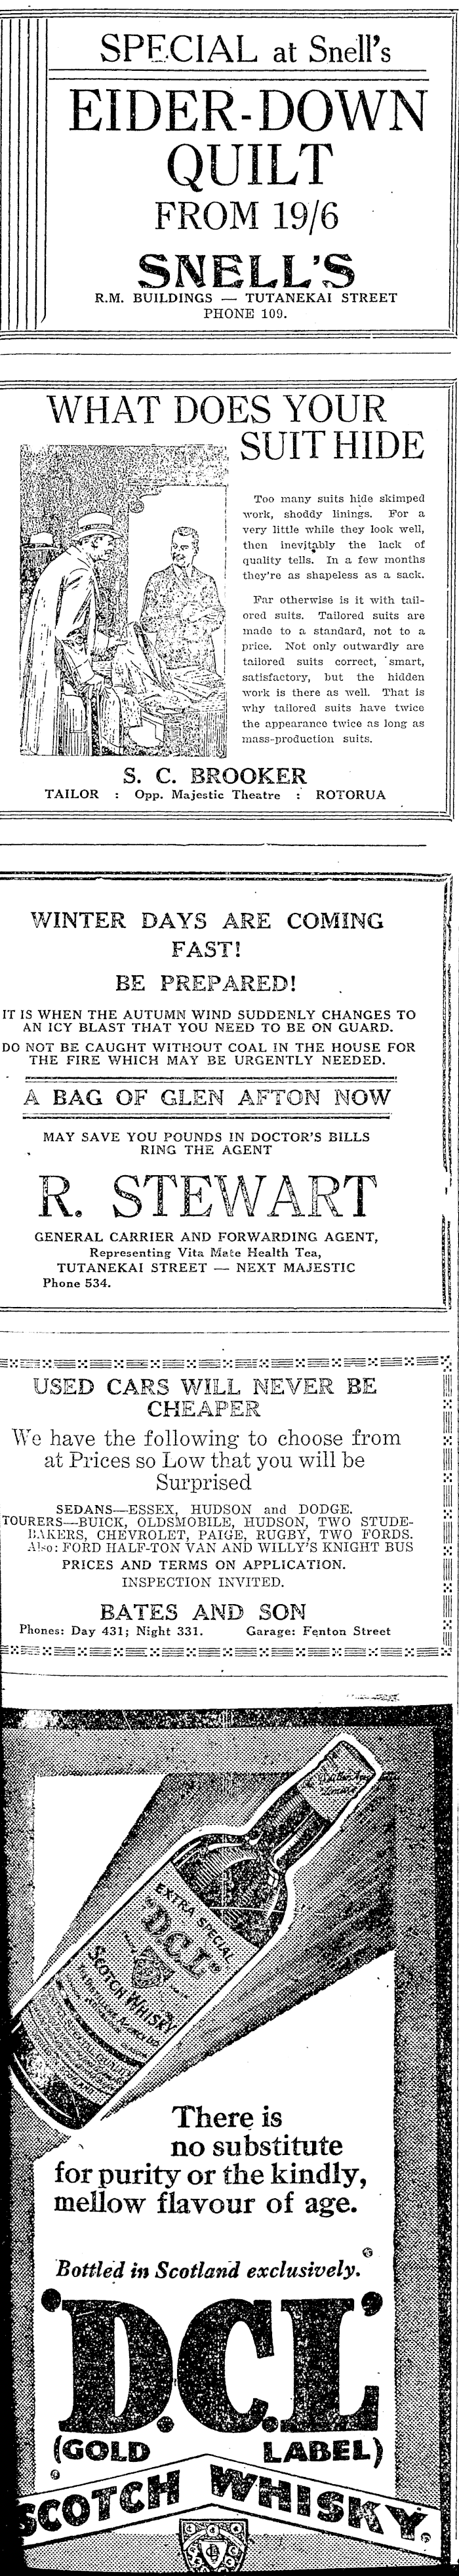 SPECIAL at Snell's
EIDER-DOWN
QUILT
FROM 19/6
SNELL'S
R.M. BUILDINGS — TUTANEKAI STREET
PHONE 109.
WHAT DOES YOUR
SUIT HIDE
Too many suits hide skimped
work, shoddy linings. For a
very little while they look well,
then inevitably the lack of
quality tells. In a few months
they're as shapeless as a sack.
Far otherwise is it with tail-
ored suits. Tailored suits are
made to a standard, not to a
price. Not only outwardly are
tailored suits correct, smart,
satisfactory, but the hidden
work is there as well. That is
why tailored suits have twice
the appearance twice as long as
mass-production suits.
S. C. BROOKER
TAILOR : Opp. Majestic Theatre : ROTORUA
WINTER DAYS ARE COMING
FAST!
BE PREPARED!
IT IS WHEN THE AUTUMN WIND SUDDENLY CHANGES TO
AN ICY BLAST THAT YOU NEED TO BE ON GUARD.
DO NOT BE CAUGHT WITHOUT COAL IN THE HOUSE FOR
THE FIRE WHICH MAY BE URGENTLY NEEDED.
A BAG OF GLEN AFTON NOW
MAY SAVE YOU POUNDS IN DOCTOR'S BILLS
RING THE AGENT
R. STEWART
GENERAL CARRIER AND FORWARDING AGENT,
Representing Vita Mate Health Tea,
TUTANEKAI STREET — NEXT MAJESTIC
Phone 534.
USED CARS WILL NEVER BE
CHEAPER
We have the following to choose from
at Prices so Low that you will be
Surprised
SEDANS—ESSEX, HUDSON and DODGE.
TOURERS—BUICK, OLDSMOBILE, HUDSON, TWO STUDE-
BAKERS, CHEVROLET, PAIGE, RUGBY, TWO FORDS.
Also: FORD HALF-TON VAN AND WILLY'S KNIGHT BUS
PRICES AND TERMS ON APPLICATION.
INSPECTION INVITED.
BATES AND SON
Phones: Day 431; Night 331. Garage: Fenton Street
EXTRA SPECIAL
"D.C.L"
SCOTCH WHISKY
There is
no substitute
for purity or the kindly,
mellow flavour of age.
Bottled in Scotland exclusively.
'D.C.L'
(GOLD LABEL)
SCOTCH WHISKY.